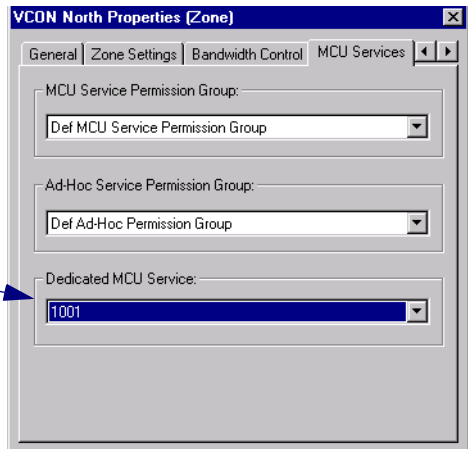 VCON North Properties (Zone)
General Zone Settings Bandwidth Control MCU Services
MCU Service Permission Group:
Def MCU Service Permission Group
Ad-Hoc Service Permission Group:
Def Ad-Hoc Permission Group
Dedicated MCU Service:
1001